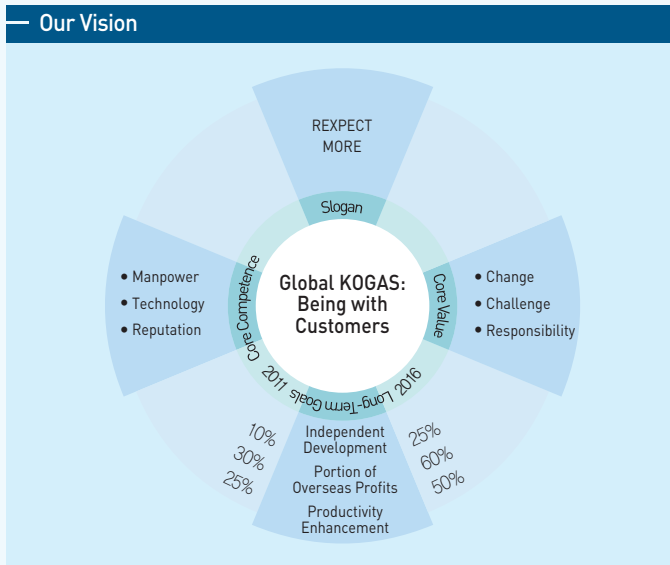 Our Vision
REXPECT
MORE
Slogan
Core Competence
• Manpower
• Technology
• Reputation
Global KOGAS:
Being with
Customers
Core Value
• Change
• Challenge
• Responsibility
2011 Long-Term Goals 2016
10% Independent Development 25%
30% Portion of Overseas Profits 60%
25% Productivity Enhancement 50%